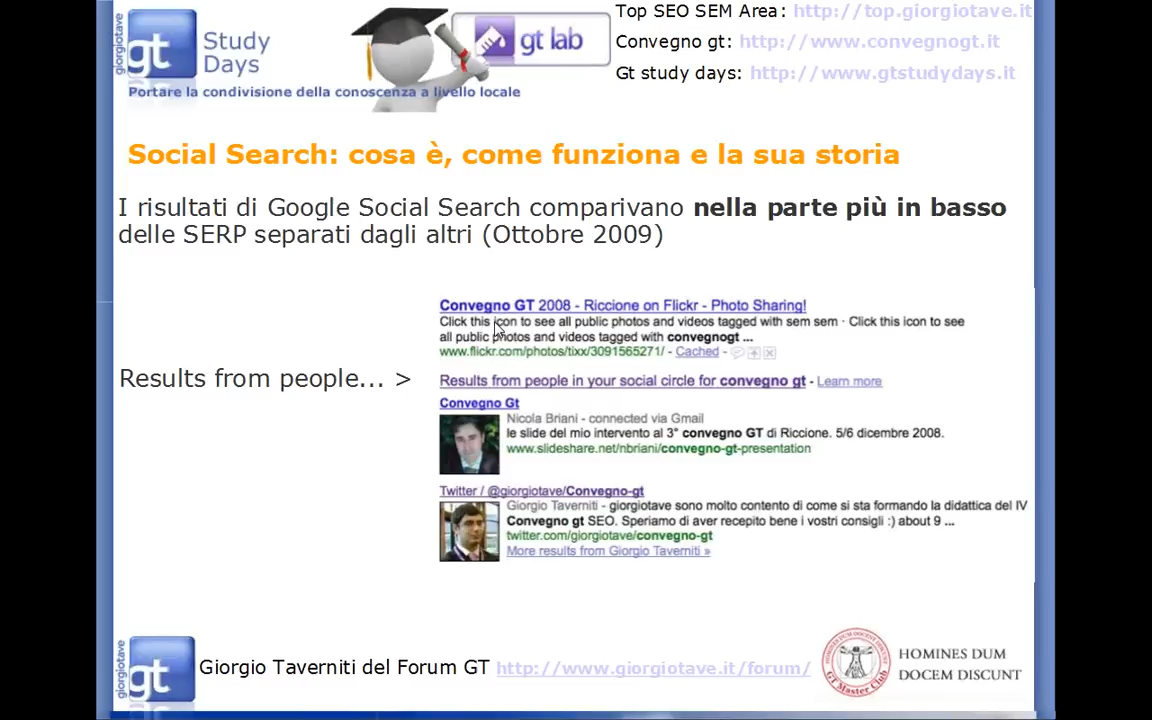 giorgiotave
gt
Study
Days
gt lab
Portare la condivisione della conoscenza a livello locale
Top SEO SEM Area: http://top.giorgiotave.it
Convegno gt: http://www.convegnogt.it
Gt study days: http://www.gtstudydays.it
Social Search: cosa è, come funziona e la sua storia
I risultati di Google Social Search comparivano nella parte più in basso
delle SERP separati dagli altri (Ottobre 2009)
Results from people... >
Convegno GT 2008 - Riccione on Flickr - Photo Sharing!
Click this icon to see all public photos and videos tagged with sem sem · Click this icon to see
all public photos and videos tagged with convegnogt ...
www.flickr.com/photos/tixx/3091565271/ - Cached -
Results from people in your social circle for convegno gt - Learn more
Convegno Gt
Nicola Briani - connected via Gmail
le slide del mio intervento al 3° convegno GT di Riccione. 5/6 dicembre 2008.
www.slideshare.net/nbriani/convegno-gt-presentation
Twitter / @giorgiotave/Convegno-gt
Giorgio Taverniti - giorgiotave sono molto contento di come si sta formando la didattica del IV
Convegno gt SEO. Speriamo di aver recepito bene i vostri consigli :) about 9 ...
twitter.com/giorgiotave/convegno-gt
More results from Giorgio Taverniti »
giorgiotave
gt
Giorgio Taverniti del Forum GT http://www.giorgiotave.it/forum/
GT Master Club
HOMINES DUM
DOCEM DISCUNT